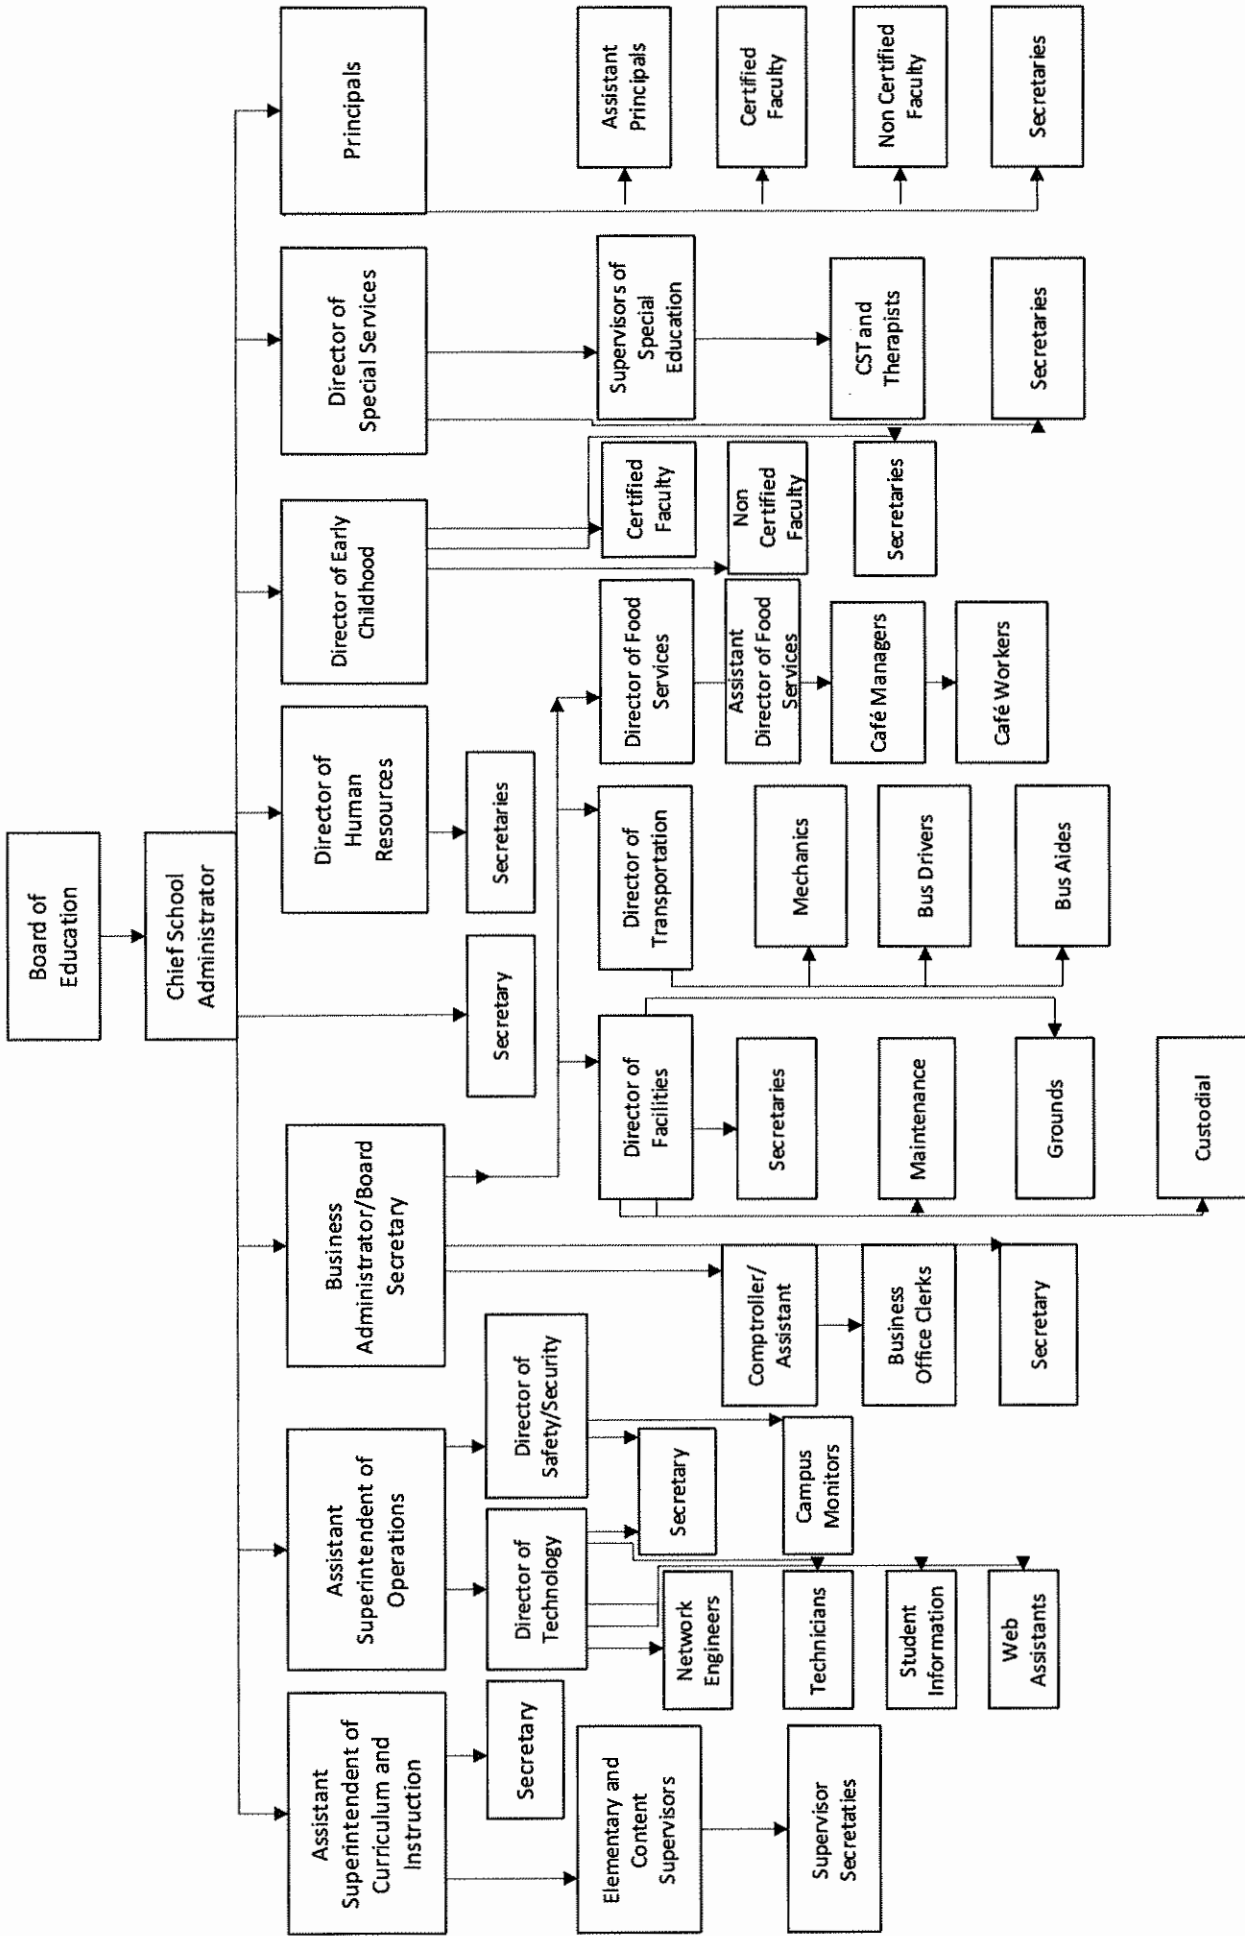 Board of
Education
Chief School
Administrator
Assistant
Superintendent of
Curriculum and
Instruction
Assistant
Superintendent of
Operations
Business
Administrator/Board
Secretary
Director of
Human
Resources
Director of Early
Childhood
Director of
Special Services
Principals
Secretary
Secretaries
Secretary
Director of
Technology
Director of
Safety/Security
Elementary and
Content
Supervisors
Supervisor
Secretaties
Network
Engineers
Secretary
Technicians
Campus
Monitors
Student
Information
Web
Assistants
Comptroller/
Assistant
Business
Office Clerks
Secretary
Director of
Facilities
Secretaries
Maintenance
Grounds
Custodial
Director of
Transportation
Mechanics
Bus Drivers
Bus Aides
Director of Food
Services
Assistant
Director of Food
Services
Café Managers
Café Workers
Certified
Faculty
Non
Certified
Faculty
Secretaries
Supervisors of
Special
Education
CST and
Therapists
Secretaries
Assistant
Principals
Certified
Faculty
Non Certified
Faculty
Secretaries